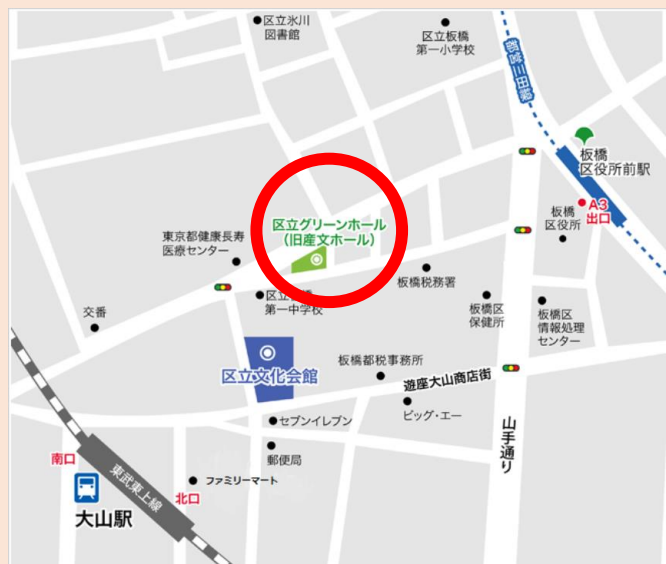 区立氷川
図書館
区立板橋
第一小学校
都営三田線
板橋
区役所前駅
A3
出口
板橋
区役所
区立グリーンホール
(旧産文ホール)
東京都健康長寿
医療センター
板橋税務署
区立
第一中学校
板橋区
保健所
板橋区
情報処理
センター
交番
区立文化会館
板橋都税事務所
遊座大山商店街
ビッグ・エー
山手通り
セブンイレブン
郵便局
南口
東武東上線
北口
ファミリーマート
大山駅